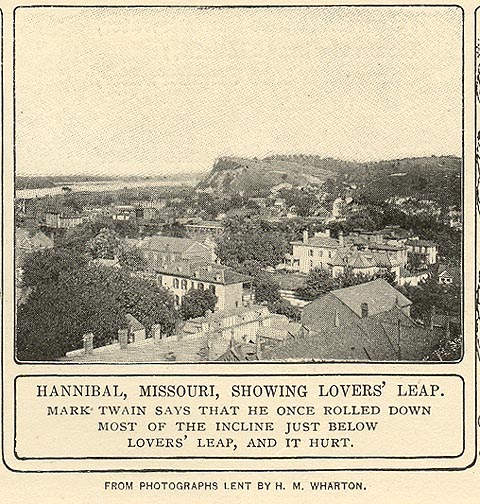 HANNIBAL, MISSOURI, SHOWING LOVERS' LEAP.
MARK TWAIN SAYS THAT HE ONCE ROLLED DOWN
MOST OF THE INCLINE JUST BELOW
LOVERS' LEAP, AND IT HURT.
FROM PHOTOGRAPHS LENT BY H. M. WHARTON.